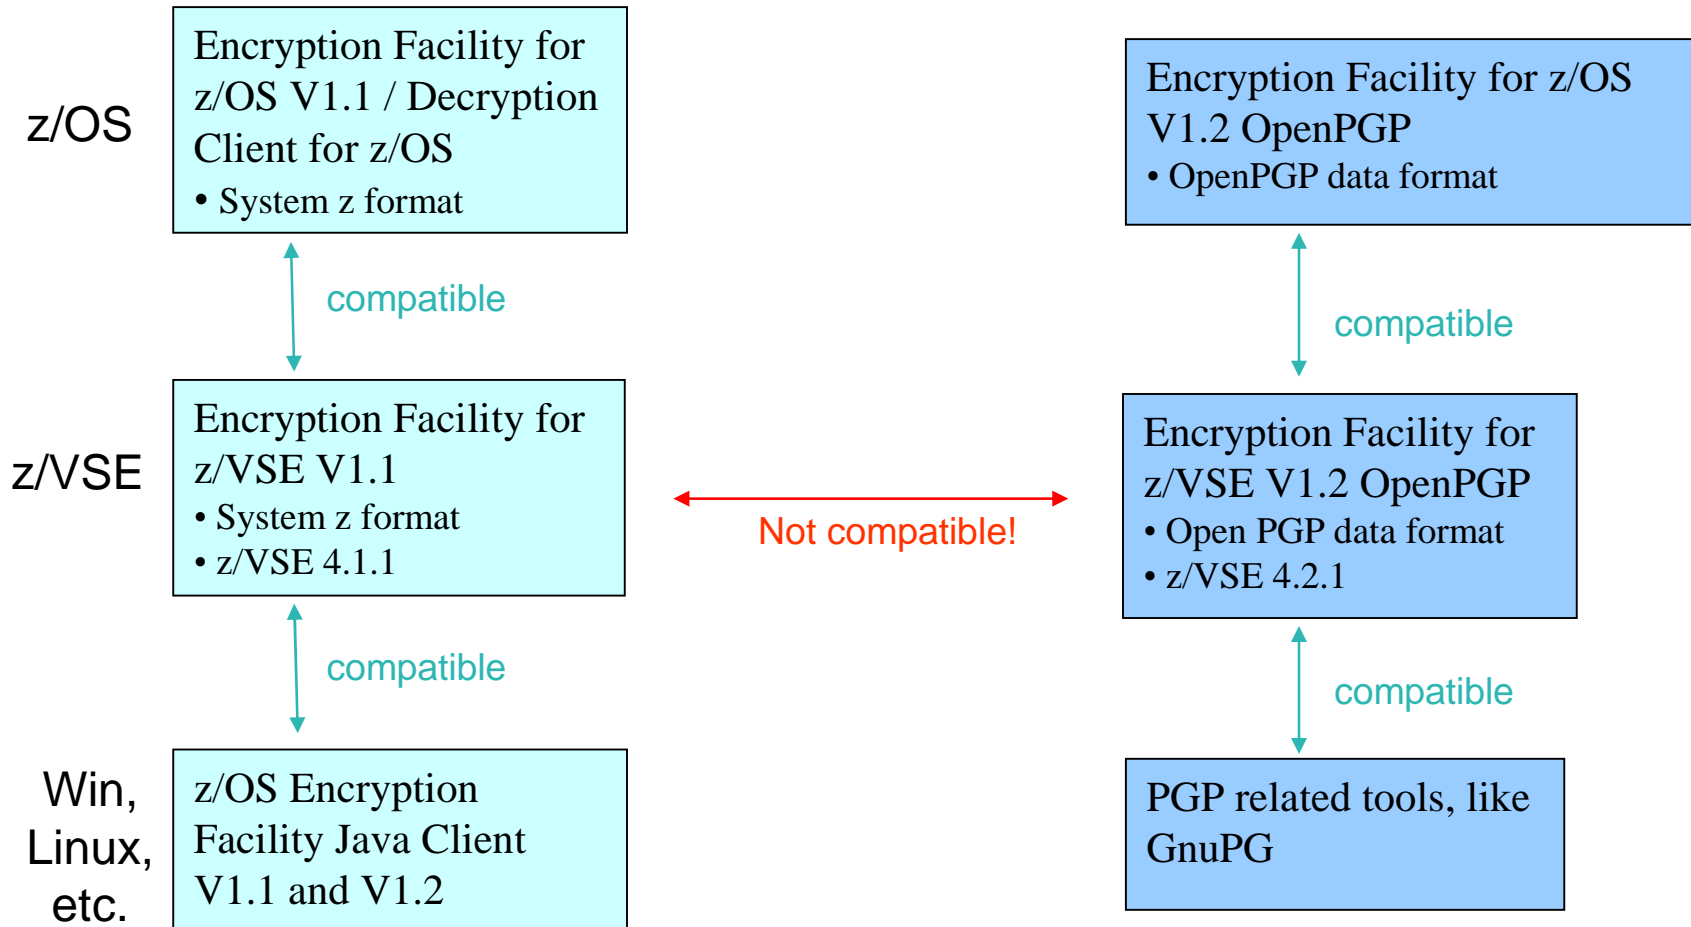 z/OS
Encryption Facility for
z/OS V1.1 / Decryption
Client for z/OS
• System z format
Encryption Facility for z/OS
V1.2 OpenPGP
• OpenPGP data format
compatible
compatible
z/VSE
Encryption Facility for
z/VSE V1.1
• System z format
• z/VSE 4.1.1
Not compatible!
Encryption Facility for
z/VSE V1.2 OpenPGP
• Open PGP data format
• z/VSE 4.2.1
compatible
compatible
Win,
Linux,
etc.
z/OS Encryption
Facility Java Client
V1.1 and V1.2
PGP related tools, like
GnuPG